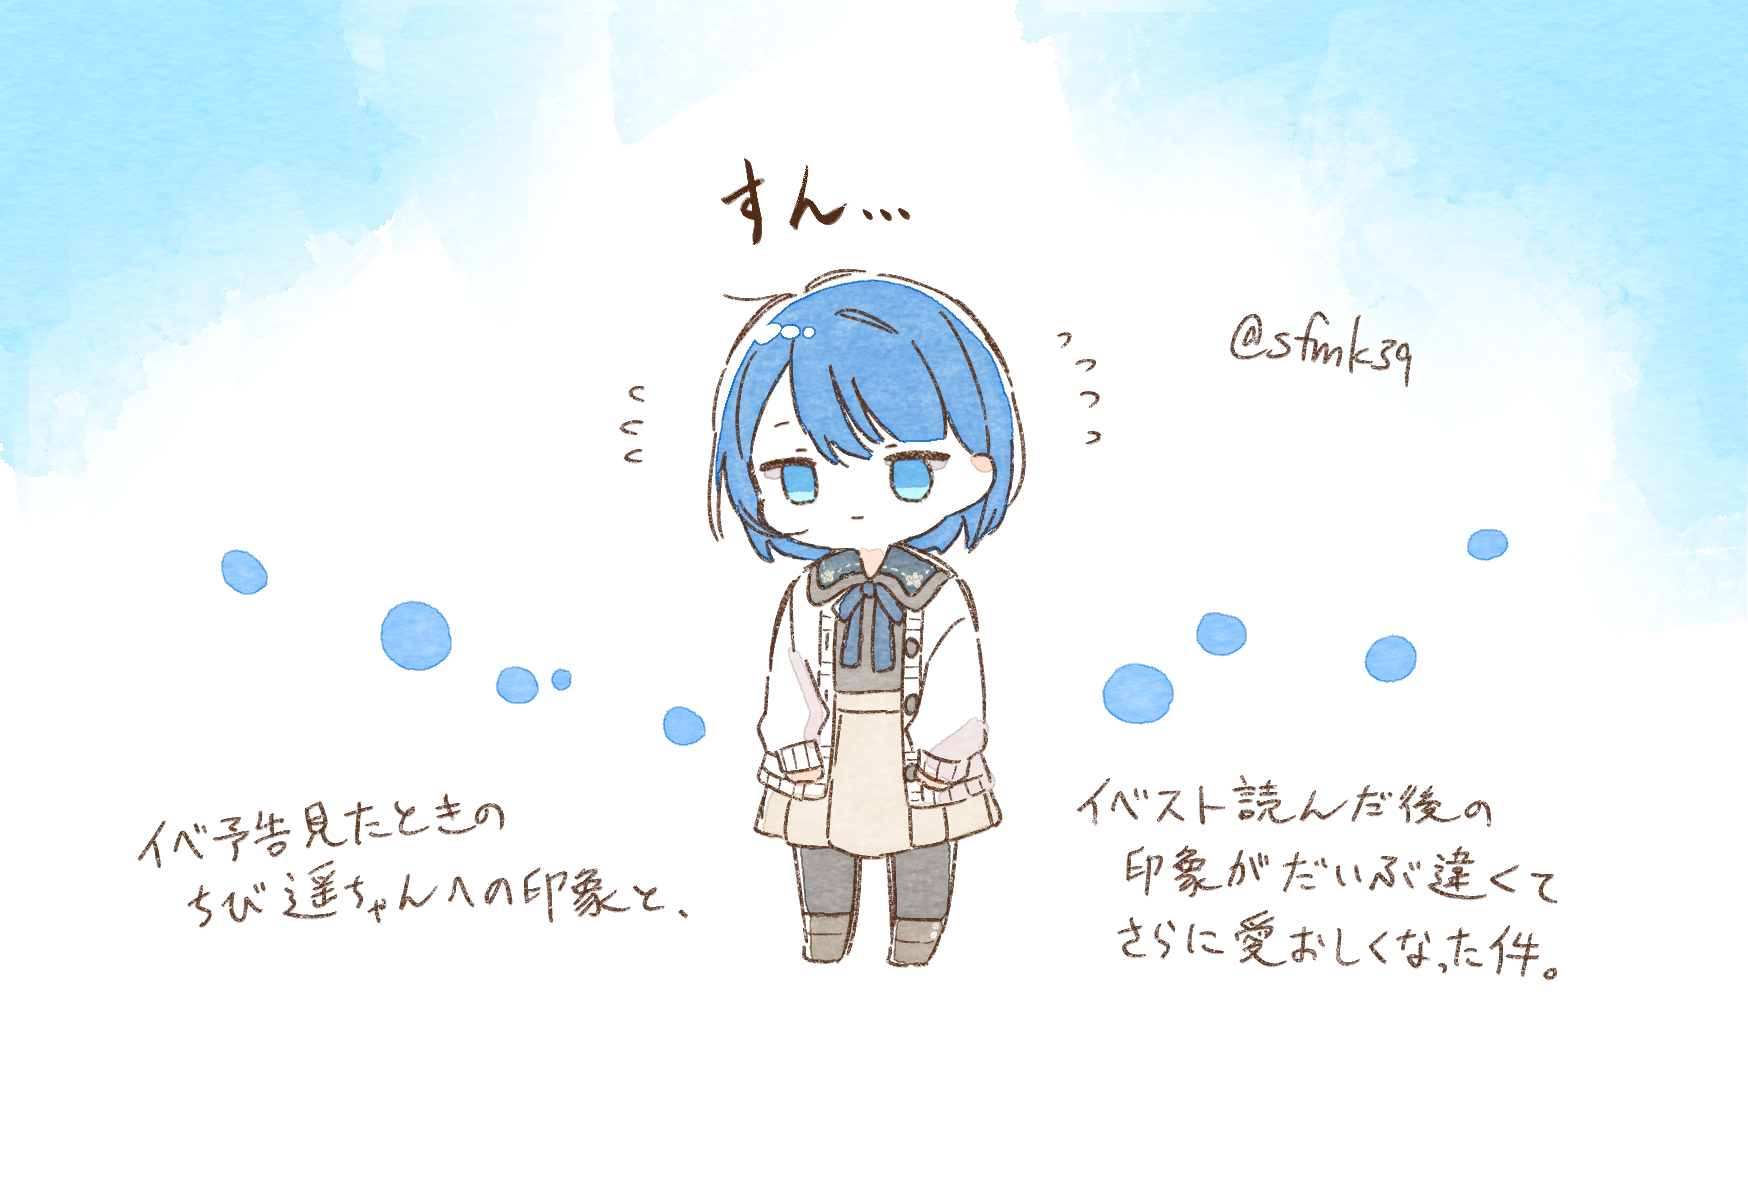 すん…
@sfmk39
イベ予告見たときの
ちび遥ちゃんへの印象と、
イベスト読んだ後の
印象がだいぶ違くて
さらに愛おしくなった件。